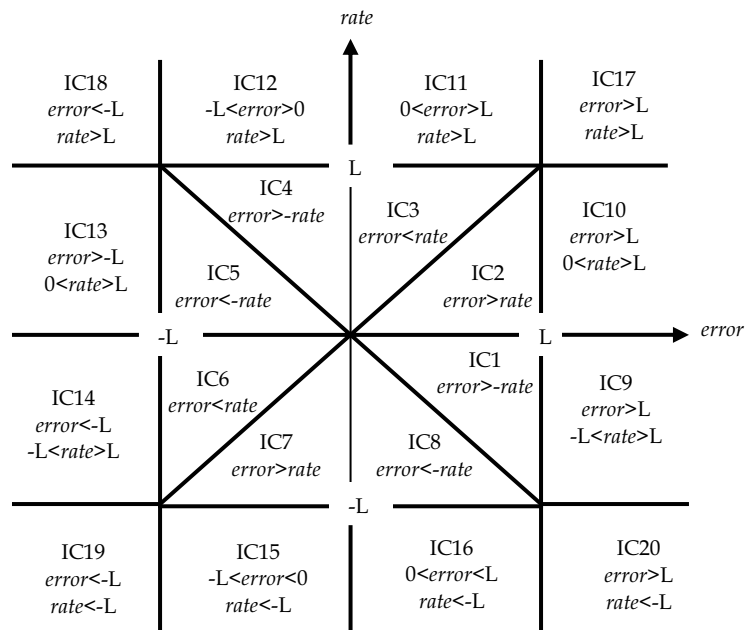 rate
IC18
error<-L
rate>L
IC12
-L<error>0
rate>L
IC11
0<error>L
rate>L
IC17
error>L
rate>L
L
IC4
error>-rate
IC3
error<rate
IC13
error>-L
0<rate>L
IC10
error>L
0<rate>L
IC5
error<-rate
IC2
error>rate
-L
L
error
IC6
error<rate
IC1
error>-rate
IC14
error<-L
-L<rate>L
IC9
error>L
-L<rate>L
IC7
error>rate
IC8
error<-rate
-L
IC19
error<-L
rate<-L
IC15
-L<error<0
rate<-L
IC16
0<error<L
rate<-L
IC20
error>L
rate<-L